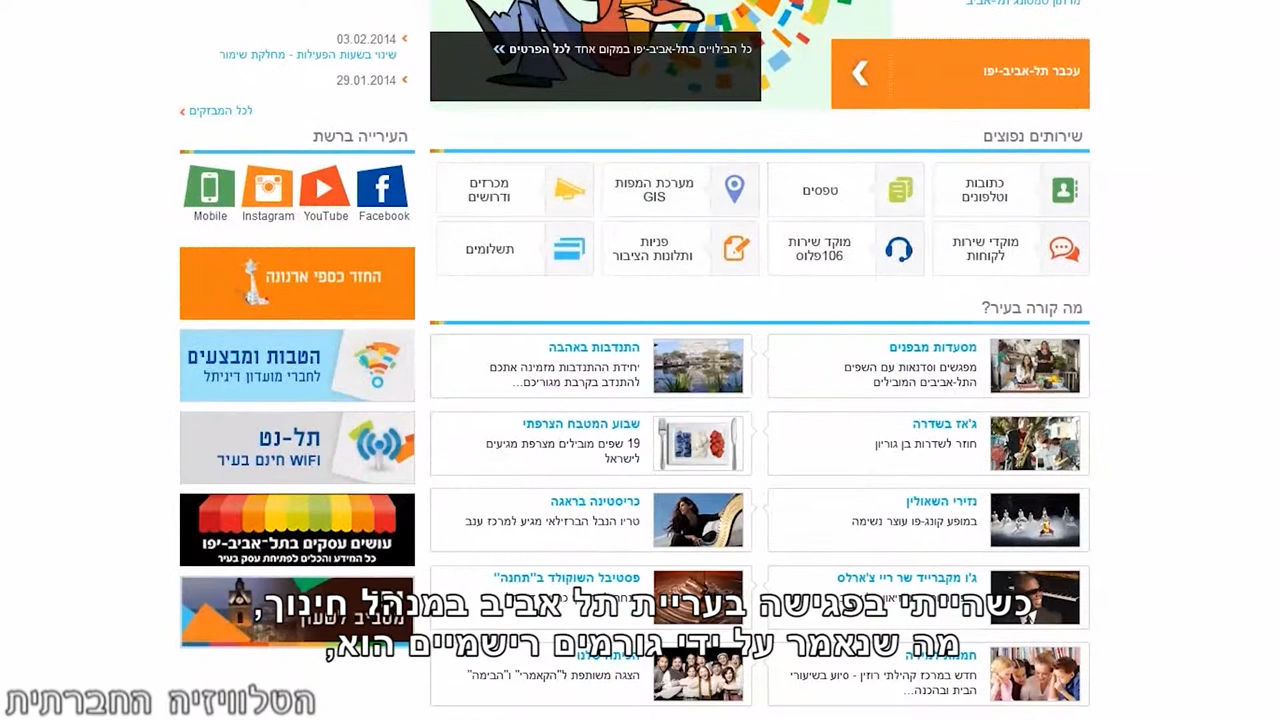 כל הבילויים בתל-אביב-יפו במקום אחד לכל הפרטים »
עכבר תל-אביב-יפו
03.02.2014
שינוי בשעות הפעילות - מחלקת שימור
29.01.2014
לכל המבזקים
העירייה ברשת
Facebook
YouTube
Instagram
Mobile
החזר כספי ארנונה
הטבות ומבצעים
לחברי מועדון דיגיתל
תל-נט
WIFI חינם בעיר
עושים עסקים בתל-אביב-יפו
כל המידע והכלים לפתיחת עסק בעיר
מסביב לשעון
שירותים נפוצים
כתובות
וטלפונים
טפסים
מערכת המפות
GIS
מכרזים
ודרושים
מוקדי שירות
לקוחות
מוקד שירות
106פלוס
פניות
ותלונות הציבור
תשלומים
מה קורה בעיר?
מסעדות מבפנים
מפגשים וסדנאות עם השפים
התל-אביבים המובילים
התנדבות באהבה
יחידת ההתנדבות מזמינה אתכם
להתנדב בקרבת מגוריכם...
ג'אז בשדרה
חוזר לשדרות בן גוריון
שבוע המטבח הצרפתי
19 שפים מובילים מצרפת מגיעים
לישראל
נזירי השאולין
במופע קונג-פו עוצר נשימה
כריסטינה בראגה
טריו הנבל הברזילאי מגיע למרכז ענב
ג'ו מקברייד שר ריי צ'ארלס
פסטיבל השוקולד ב"תחנה"
חדש במרכז קהילתי רוזין - סיוע בשיעורי
הבית ובהכנה...
הצגה משותפת ל"הקאמרי" ו"הבימה"
כשהייתי בפגישה בעריית תל אביב במנהל חינוך,
מה שנאמר על ידי גורמים רישמיים הוא,
הטלוויזיה החברתית